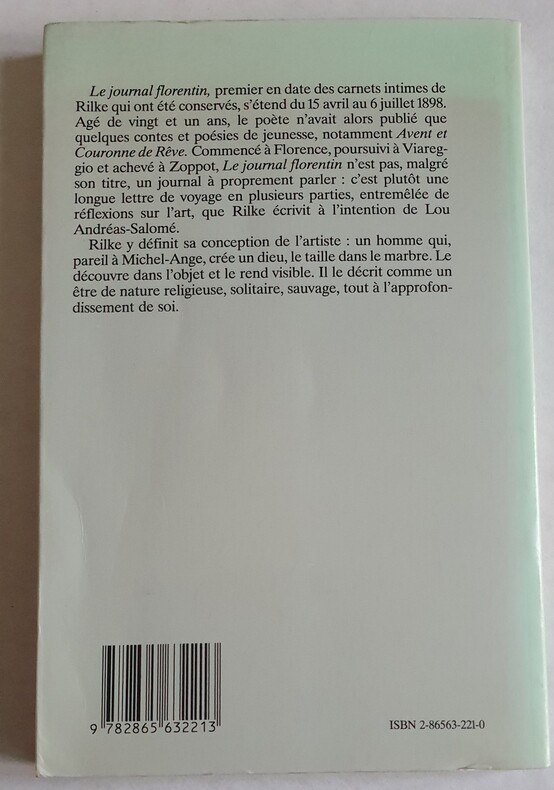 Le journal florentin, premier en date des carnets intimes de
Rilke qui ont été conservés, s'étend du 15 avril au 6 juillet 1898.
Agé de vingt et un ans, le poète n'avait alors publié que
quelques contes et poésies de jeunesse, notamment Avent et
Couronne de Rêve. Commencé à Florence, poursuivi à Viareg-
gio et achevé à Zoppot, Le journal florentin n'est pas, malgré
son titre, un journal à proprement parler : c'est plutôt une
longue lettre de voyage en plusieurs parties, entremêlée de
réflexions sur l'art, que Rilke écrivit à l'intention de Lou
Andréas-Salomé.
Rilke y définit sa conception de l'artiste : un homme qui,
pareil à Michel-Ange, crée un dieu, le taille dans le marbre. Le
découvre dans l'objet et le rend visible. Il le décrit comme un
être de nature religieuse, solitaire, sauvage, tout à l'approfon-
dissement de soi.
9 782865 632213
ISBN 2-86563-221-0